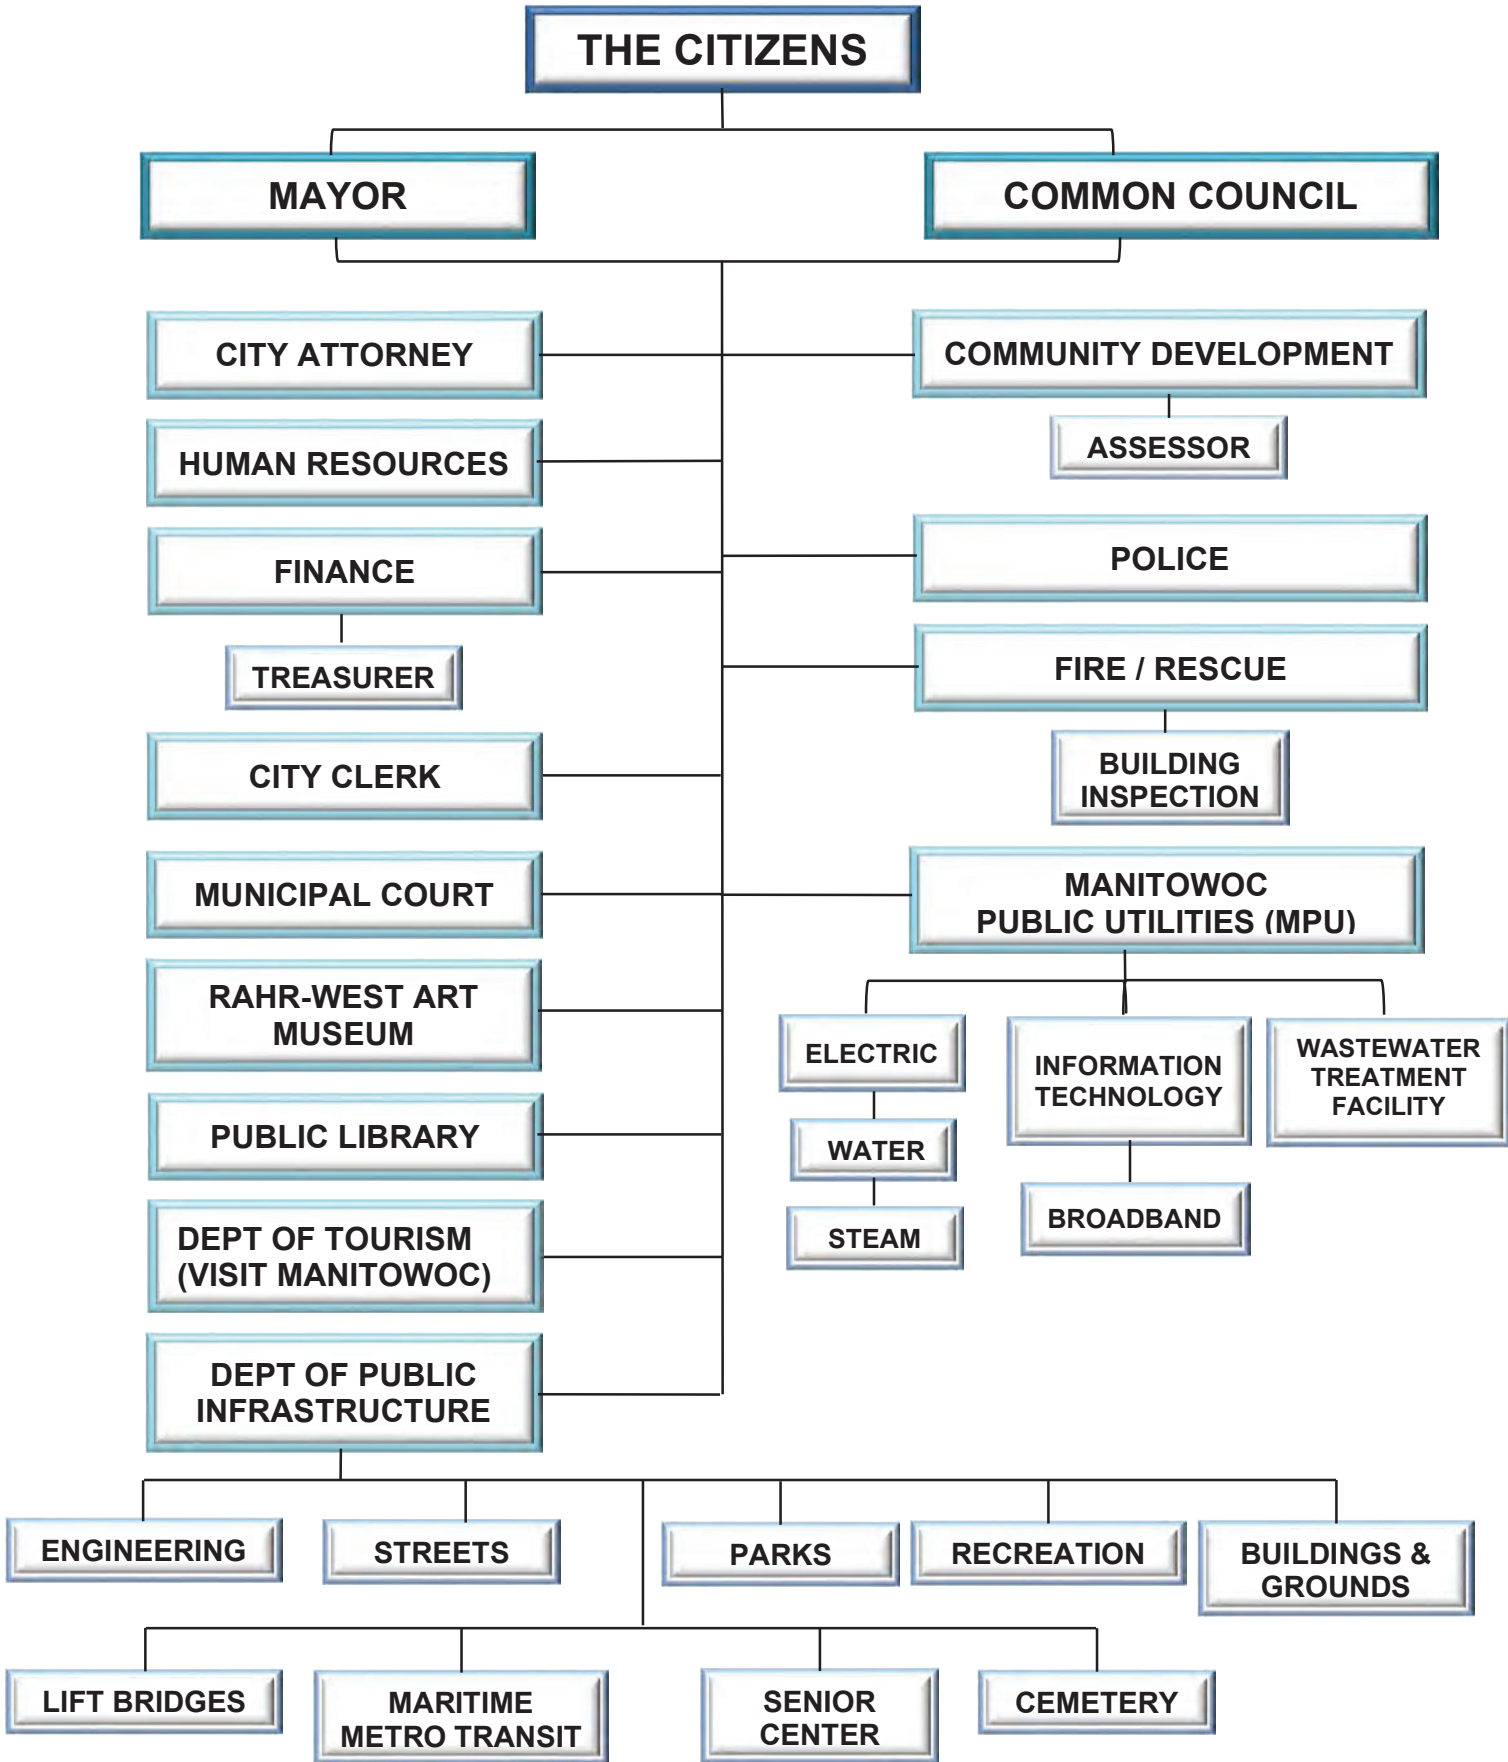 THE CITIZENS
MAYOR
COMMON COUNCIL
CITY ATTORNEY
COMMUNITY DEVELOPMENT
ASSESSOR
HUMAN RESOURCES
POLICE
FINANCE
TREASURER
FIRE / RESCUE
BUILDING
INSPECTION
CITY CLERK
MUNICIPAL COURT
MANITOWOC
PUBLIC UTILITIES (MPU)
RAHR-WEST ART
MUSEUM
ELECTRIC
WATER
STEAM
INFORMATION
TECHNOLOGY
BROADBAND
WASTEWATER
TREATMENT
FACILITY
PUBLIC LIBRARY
DEPT OF TOURISM
(VISIT MANITOWOC)
DEPT OF PUBLIC
INFRASTRUCTURE
ENGINEERING
STREETS
PARKS
RECREATION
BUILDINGS &
GROUNDS
LIFT BRIDGES
MARITIME
METRO TRANSIT
SENIOR
CENTER
CEMETERY